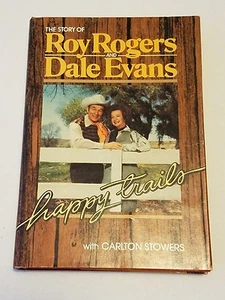 THE STORY OF
Roy Rogers
AND
Dale Evans
happy trails
with CARLTON STOWERS